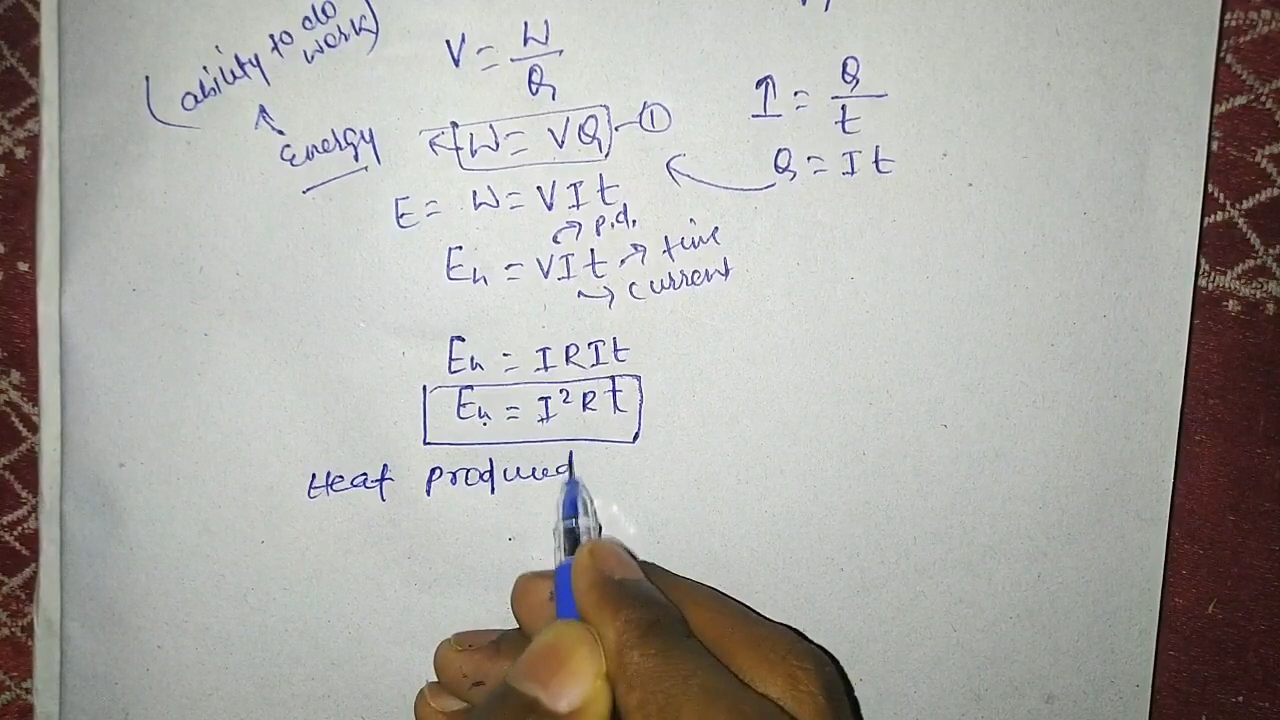 (ability to do
work)
V = W/Q
I = Q/t
Energy
W = VQ - ①
Q = It
E = W = VIt
p.d.
Eh = VIt
time
current
Eh = IRIt
Eh = I²Rt
Heat produced